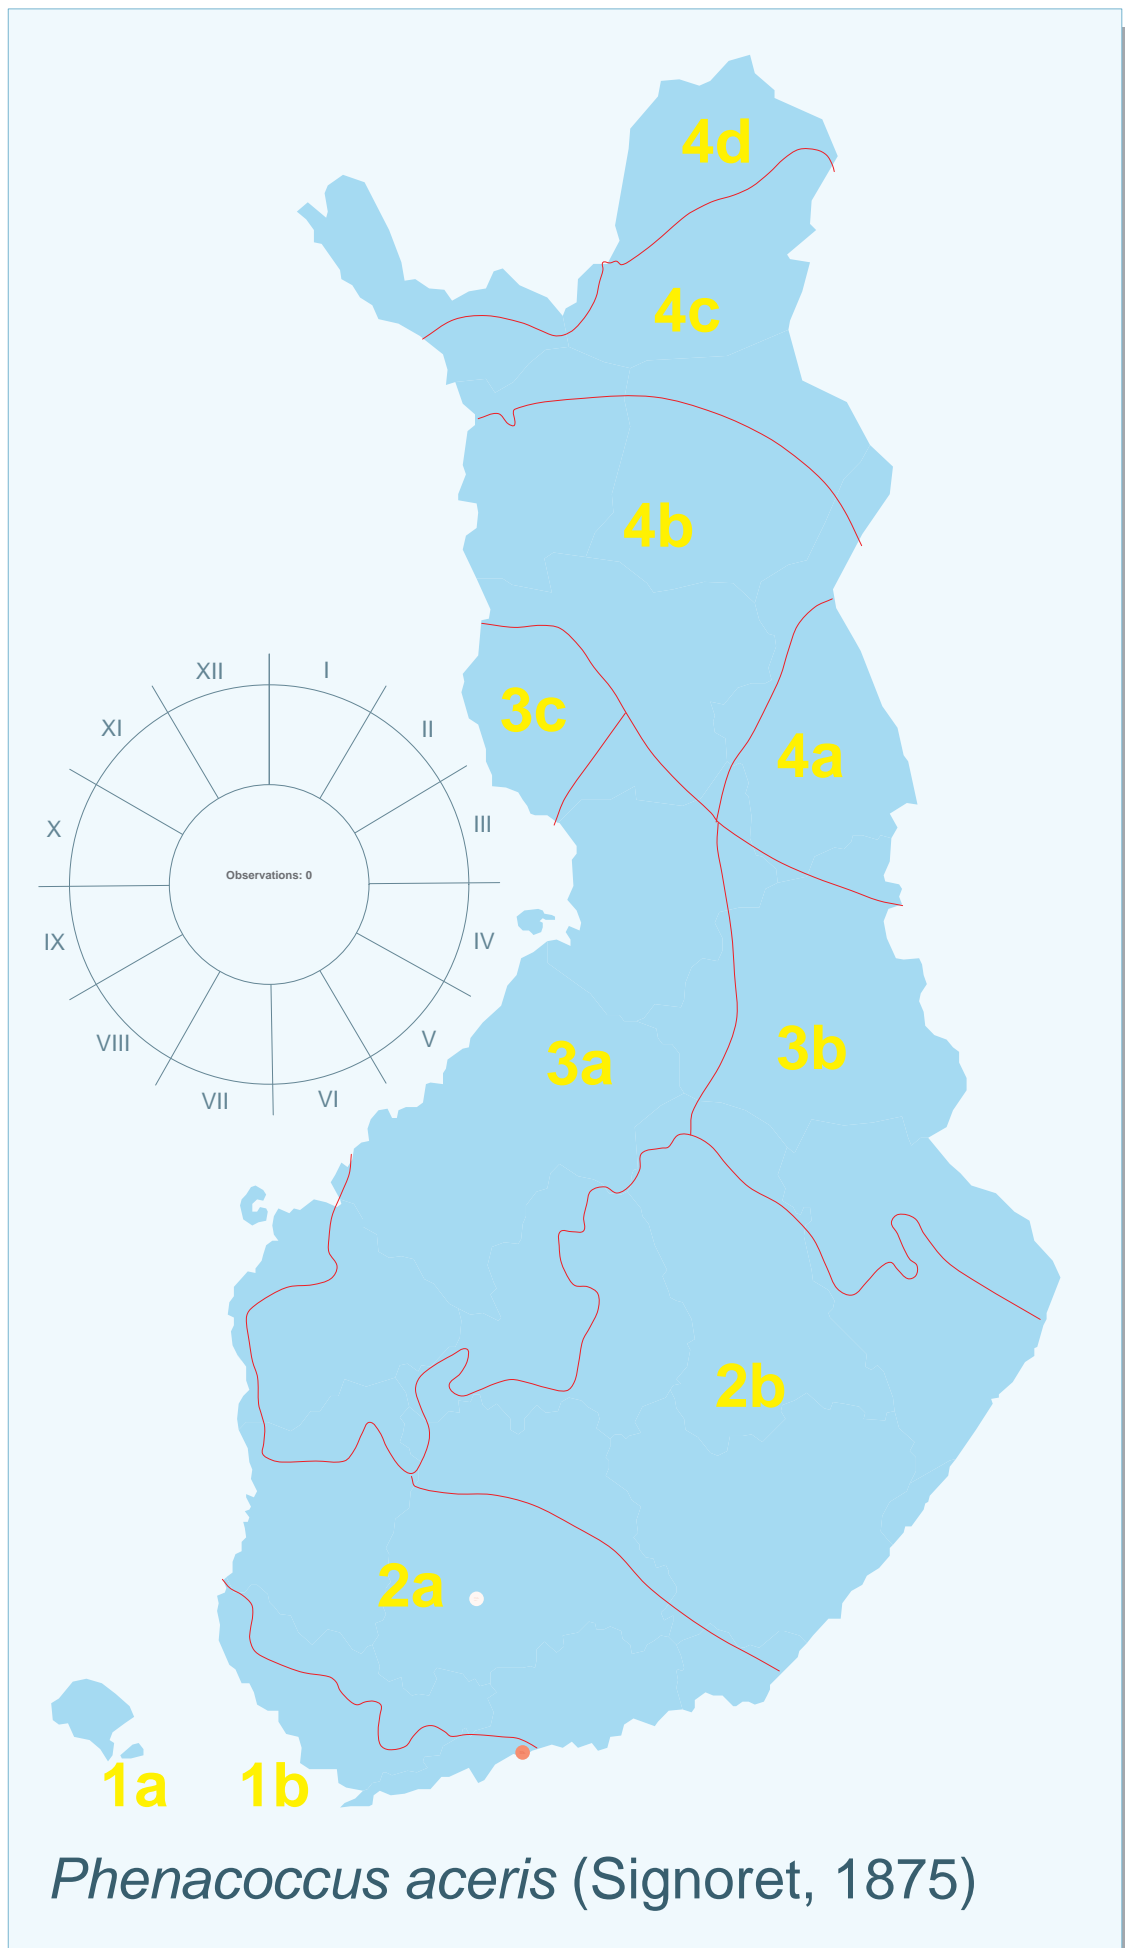 4d
4c
4b
3c
4a
XII
I
XI
II
X
III
Observations: 0
IX
IV
VIII
V
VII
VI
3a
3b
2b
2a
1a
1b
Phenacoccus aceris (Signoret, 1875)